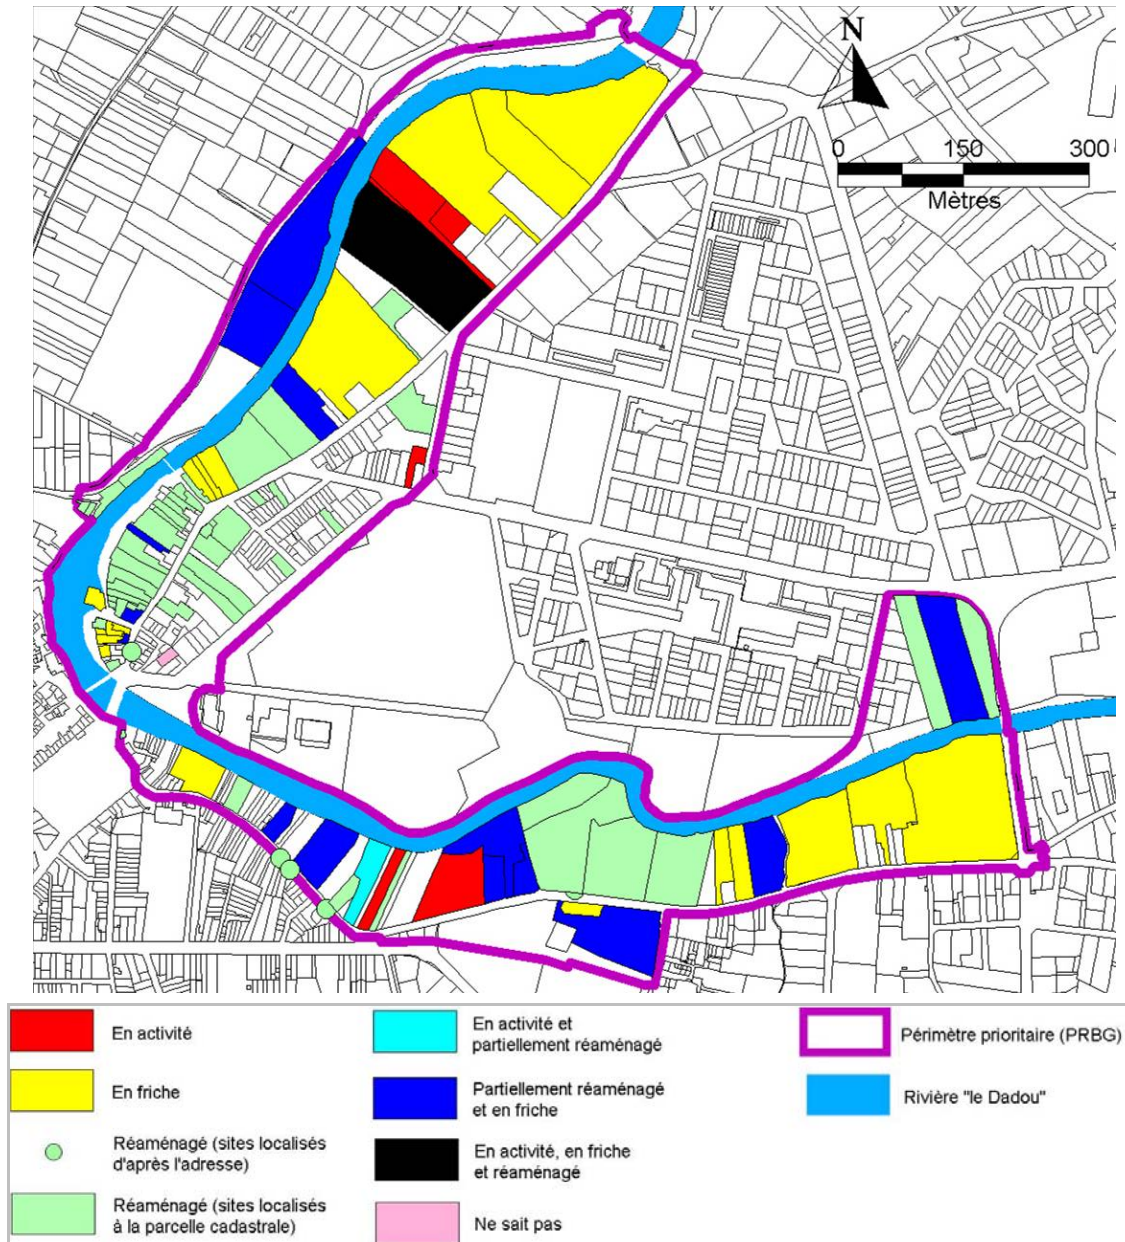 N
0 150 300
Mètres
En activité
En friche
Réaménagé (sites localisés
d'après l'adresse)
Réaménagé (sites localisés
à la parcelle cadastrale)
En activité et
partiellement réaménagé
Partiellement réaménagé
et en friche
En activité, en friche
et réaménagé
Ne sait pas
Périmètre prioritaire (PRBG)
Rivière "le Dadou"